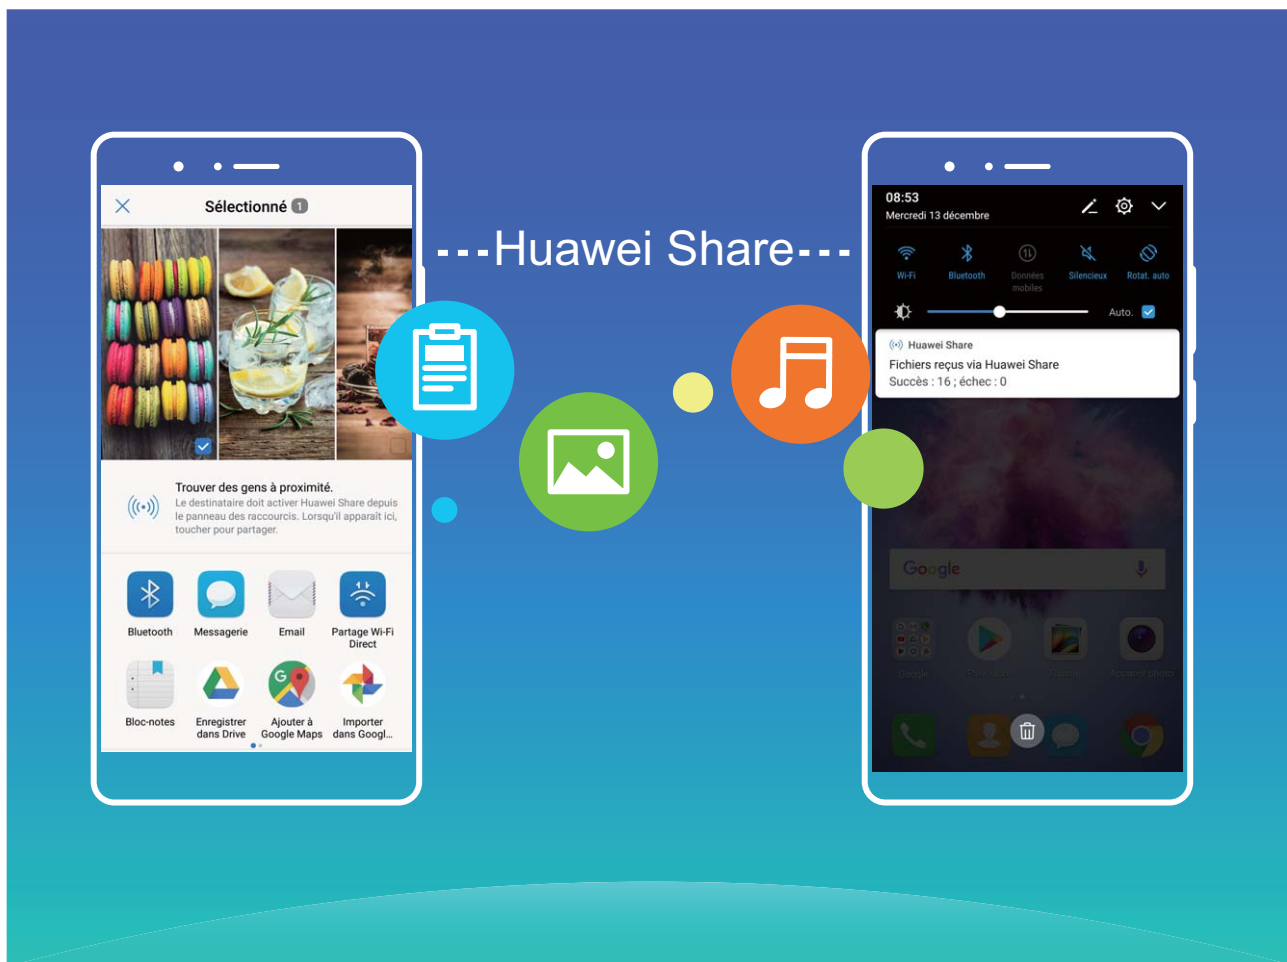 Sélectionné 1
---Huawei Share---
Trouver des gens à proximité.
Le destinataire doit activer Huawei Share depuis
le panneau des raccourcis. Lorsqu'il apparaît ici,
toucher pour partager.
Bluetooth Messagerie Email Partage Wi-Fi
Direct
Bloc-notes Enregistrer Ajouter à Importer
dans Drive Google Maps dans Googl...
08:53
Mercredi 13 décembre
Wi-Fi Bluetooth Données Silencieux Rotat. auto
mobiles
Auto.
Huawei Share
Fichiers reçus via Huawei Share
Succès : 16 ; échec : 0
Google
Google Appareil photo